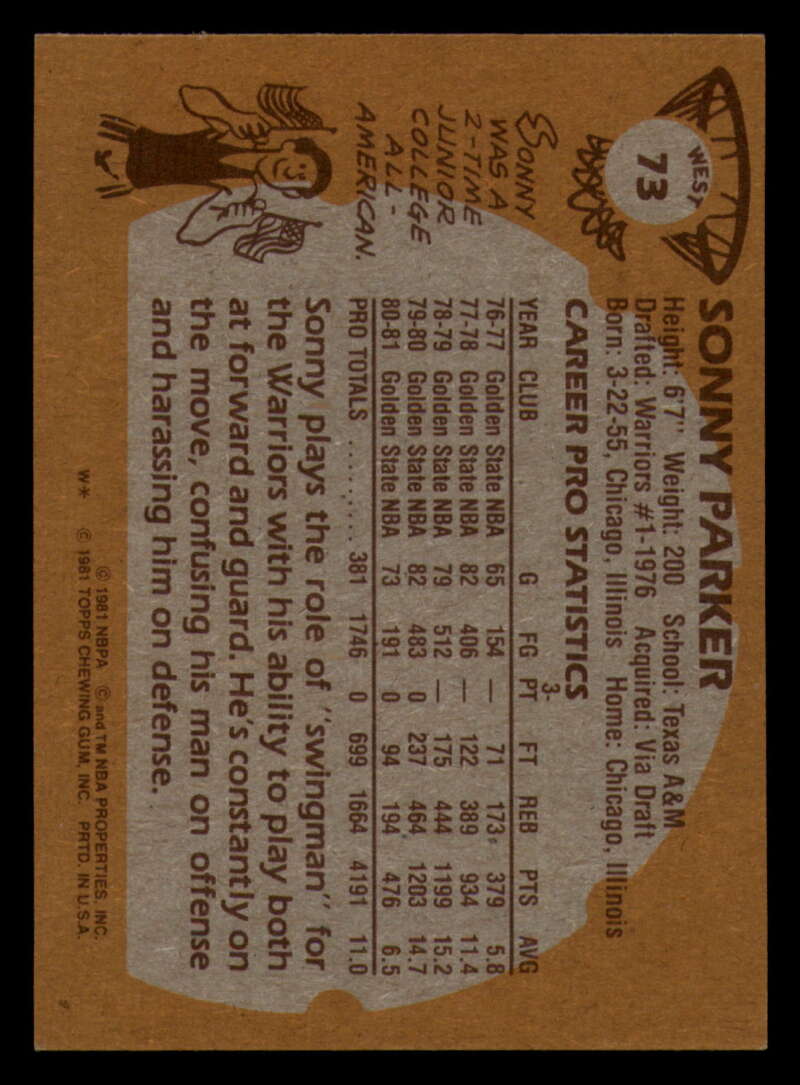 WEST
73
SONNY PARKER
Height: 6'7" Weight: 200 School: Texas A&M
Drafted: Warriors #1-1976 Acquired: Via Draft
Born: 3-22-55, Chicago, Illinois Home: Chicago, Illinois
CAREER PRO STATISTICS
YEAR CLUB G FG 3-PT FT REB PTS AVG
76-77 Golden State NBA 65 154 — 71 173 379 5.8
77-78 Golden State NBA 82 406 — 122 389 934 11.4
78-79 Golden State NBA 79 512 — 175 444 1199 15.2
79-80 Golden State NBA 82 483 0 237 464 1203 14.7
80-81 Golden State NBA 73 191 0 94 194 476 6.5
PRO TOTALS .......... 381 1746 0 699 1664 4191 11.0
SONNY
WAS A
2-TIME
JUNIOR
COLLEGE
ALL-
AMERICAN.
Sonny plays the role of "swingman" for
the Warriors with his ability to play both
at forward and guard. He's constantly on
the move, confusing his man on offense
and harassing him on defense.
© 1981 NBPA © and TM NBA PROPERTIES, INC.
W* © 1981 TOPPS CHEWING GUM, INC. PRTD. IN U.S.A.